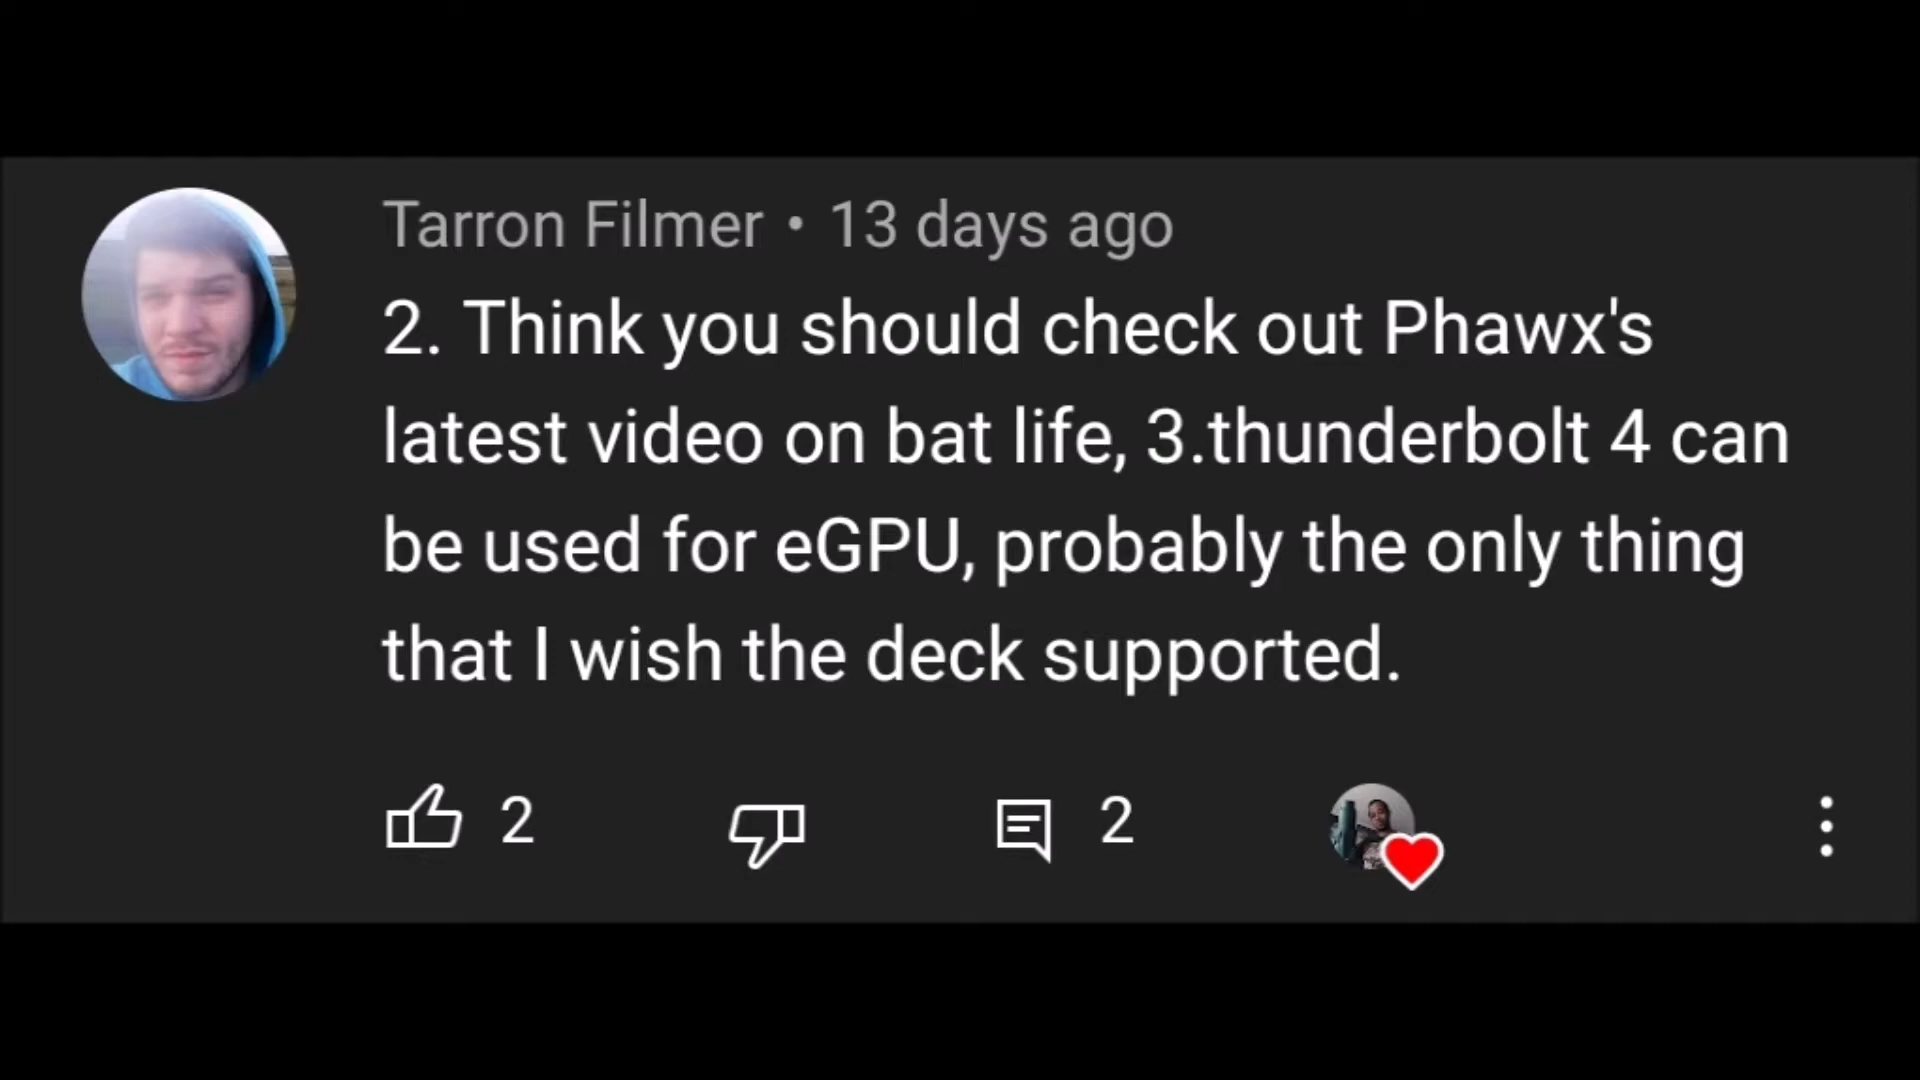 Tarron Filmer • 13 days ago
2. Think you should check out Phawx's
latest video on bat life, 3.thunderbolt 4 can
be used for eGPU, probably the only thing
that I wish the deck supported.
2 2